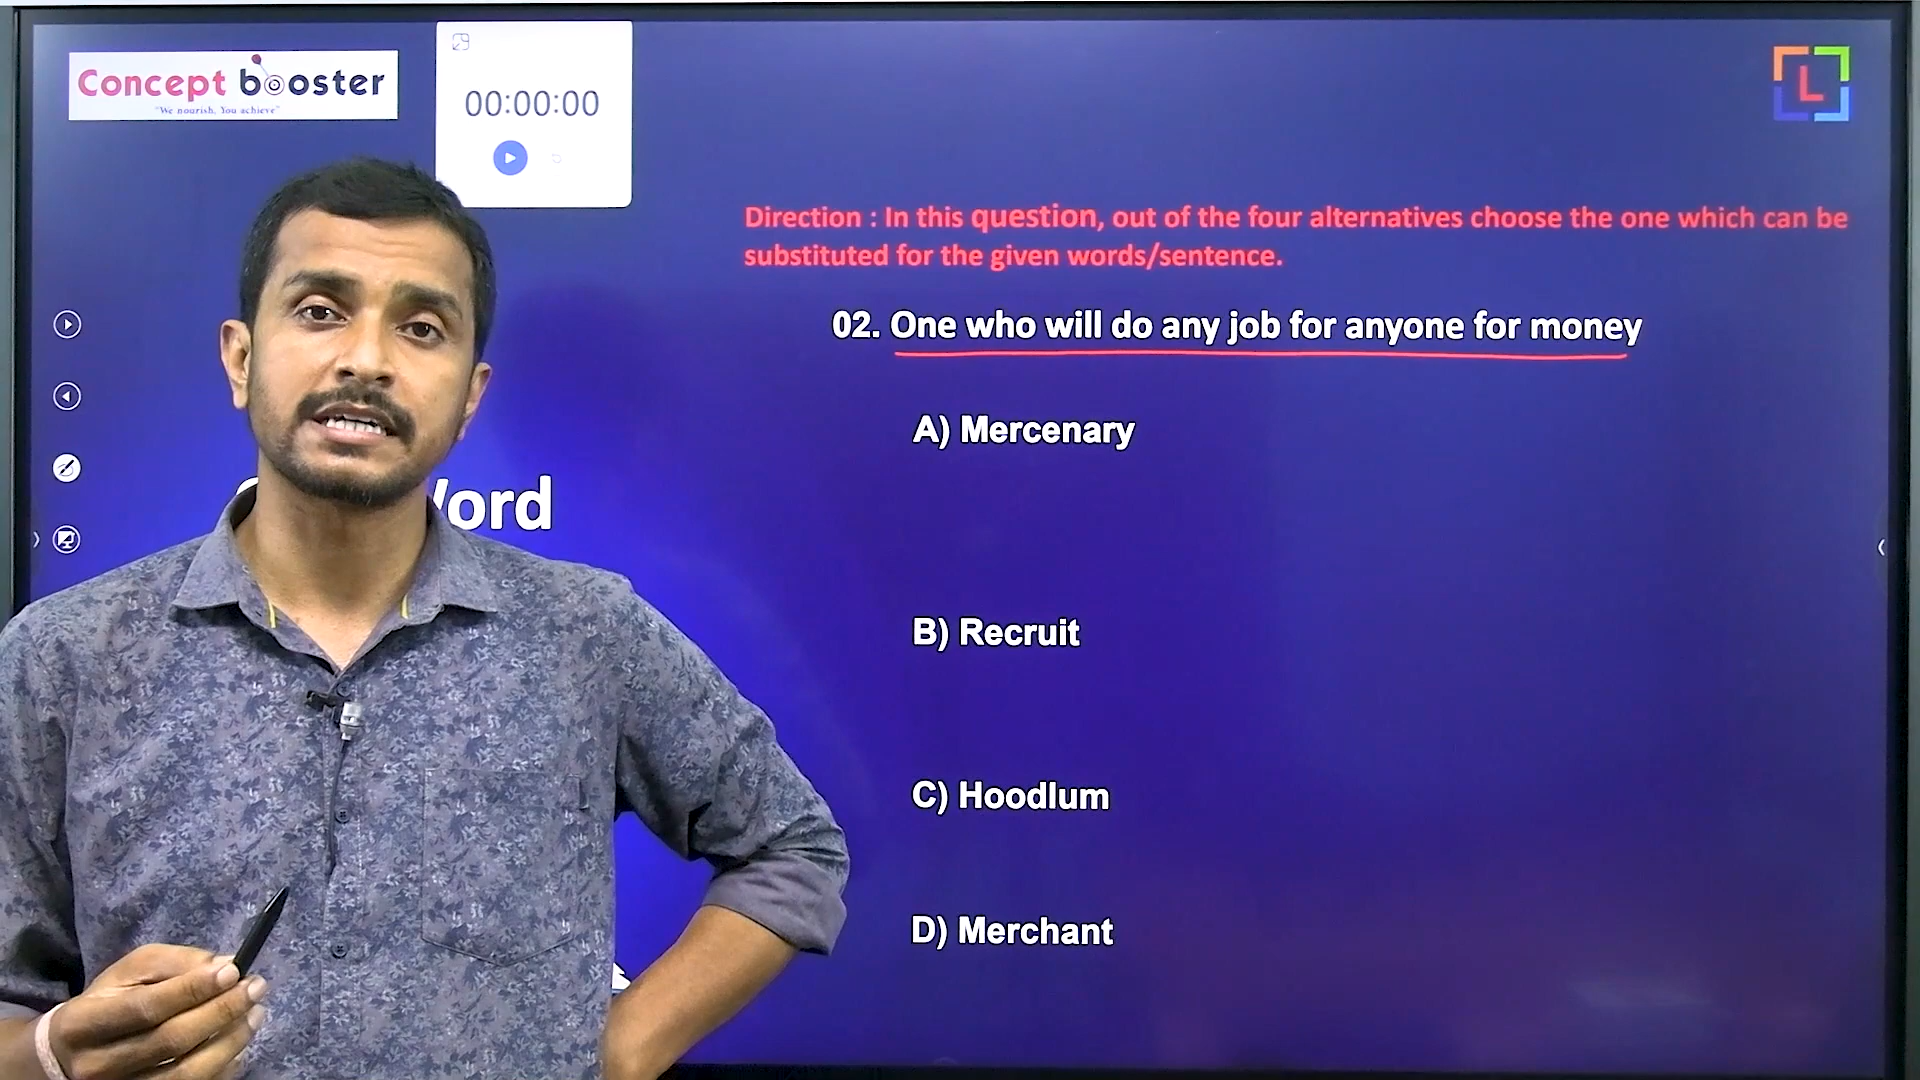 Concept booster
"We nourish, You achieve"
00:00:00
L
Direction : In this question, out of the four alternatives choose the one which can be
substituted for the given words/sentence.
02. One who will do any job for anyone for money
A) Mercenary
Word
B) Recruit
C) Hoodlum
D) Merchant